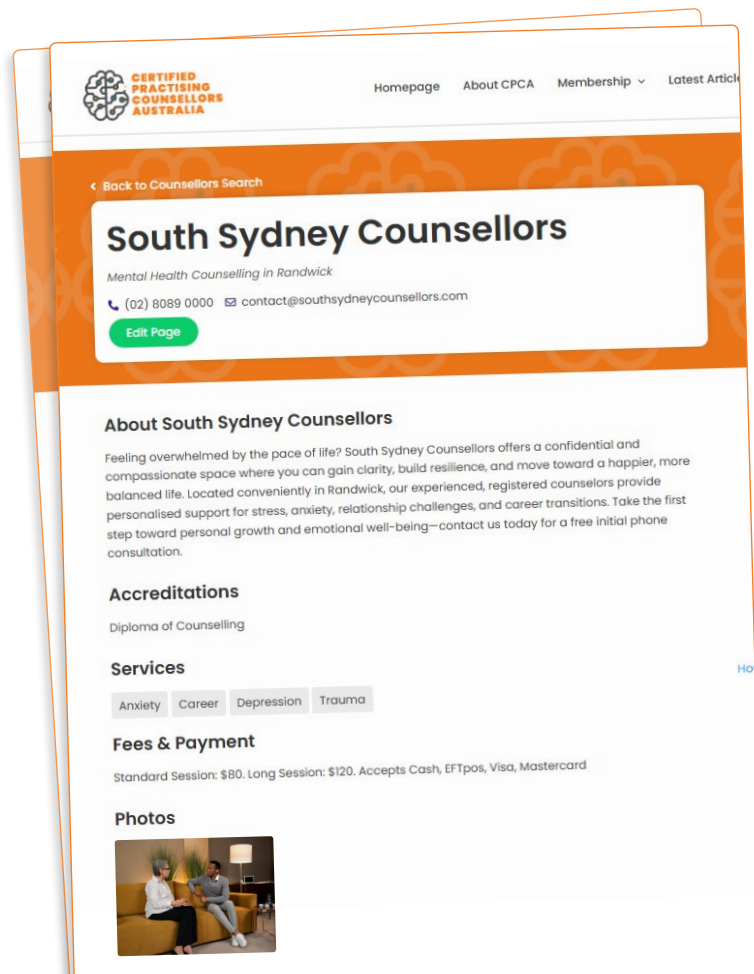 CERTIFIED
PRACTISING
COUNSELLORS
AUSTRALIA
Homepage
About CPCA
Membership
Latest
Back to Counsellors Search
South Sydney Counsellors
Mental Health Counselling in Randwick
(02) 8089 0000 contact@southsydneycounsellors.com
Edit Page
About South Sydney Counsellors
Feeling overwhelmed by the pace of life? South Sydney Counsellors offers a confidential and
compassionate space where you can gain clarity, build resilience, and move toward a happier, more
balanced life. Located conveniently in Randwick, our experienced, registered counselors provide
personalised support for stress, anxiety, relationship challenges, and career transitions. Take the first
step toward personal growth and emotional well-being—contact us today for a free initial phone
consultation.
Accreditations
Diploma of Counselling
Services
Anxiety
Career
Depression
Trauma
Fees & Payment
Standard Session: $80. Long Session: $120. Accepts Cash, EFTpos, Visa, Mastercard
Photos